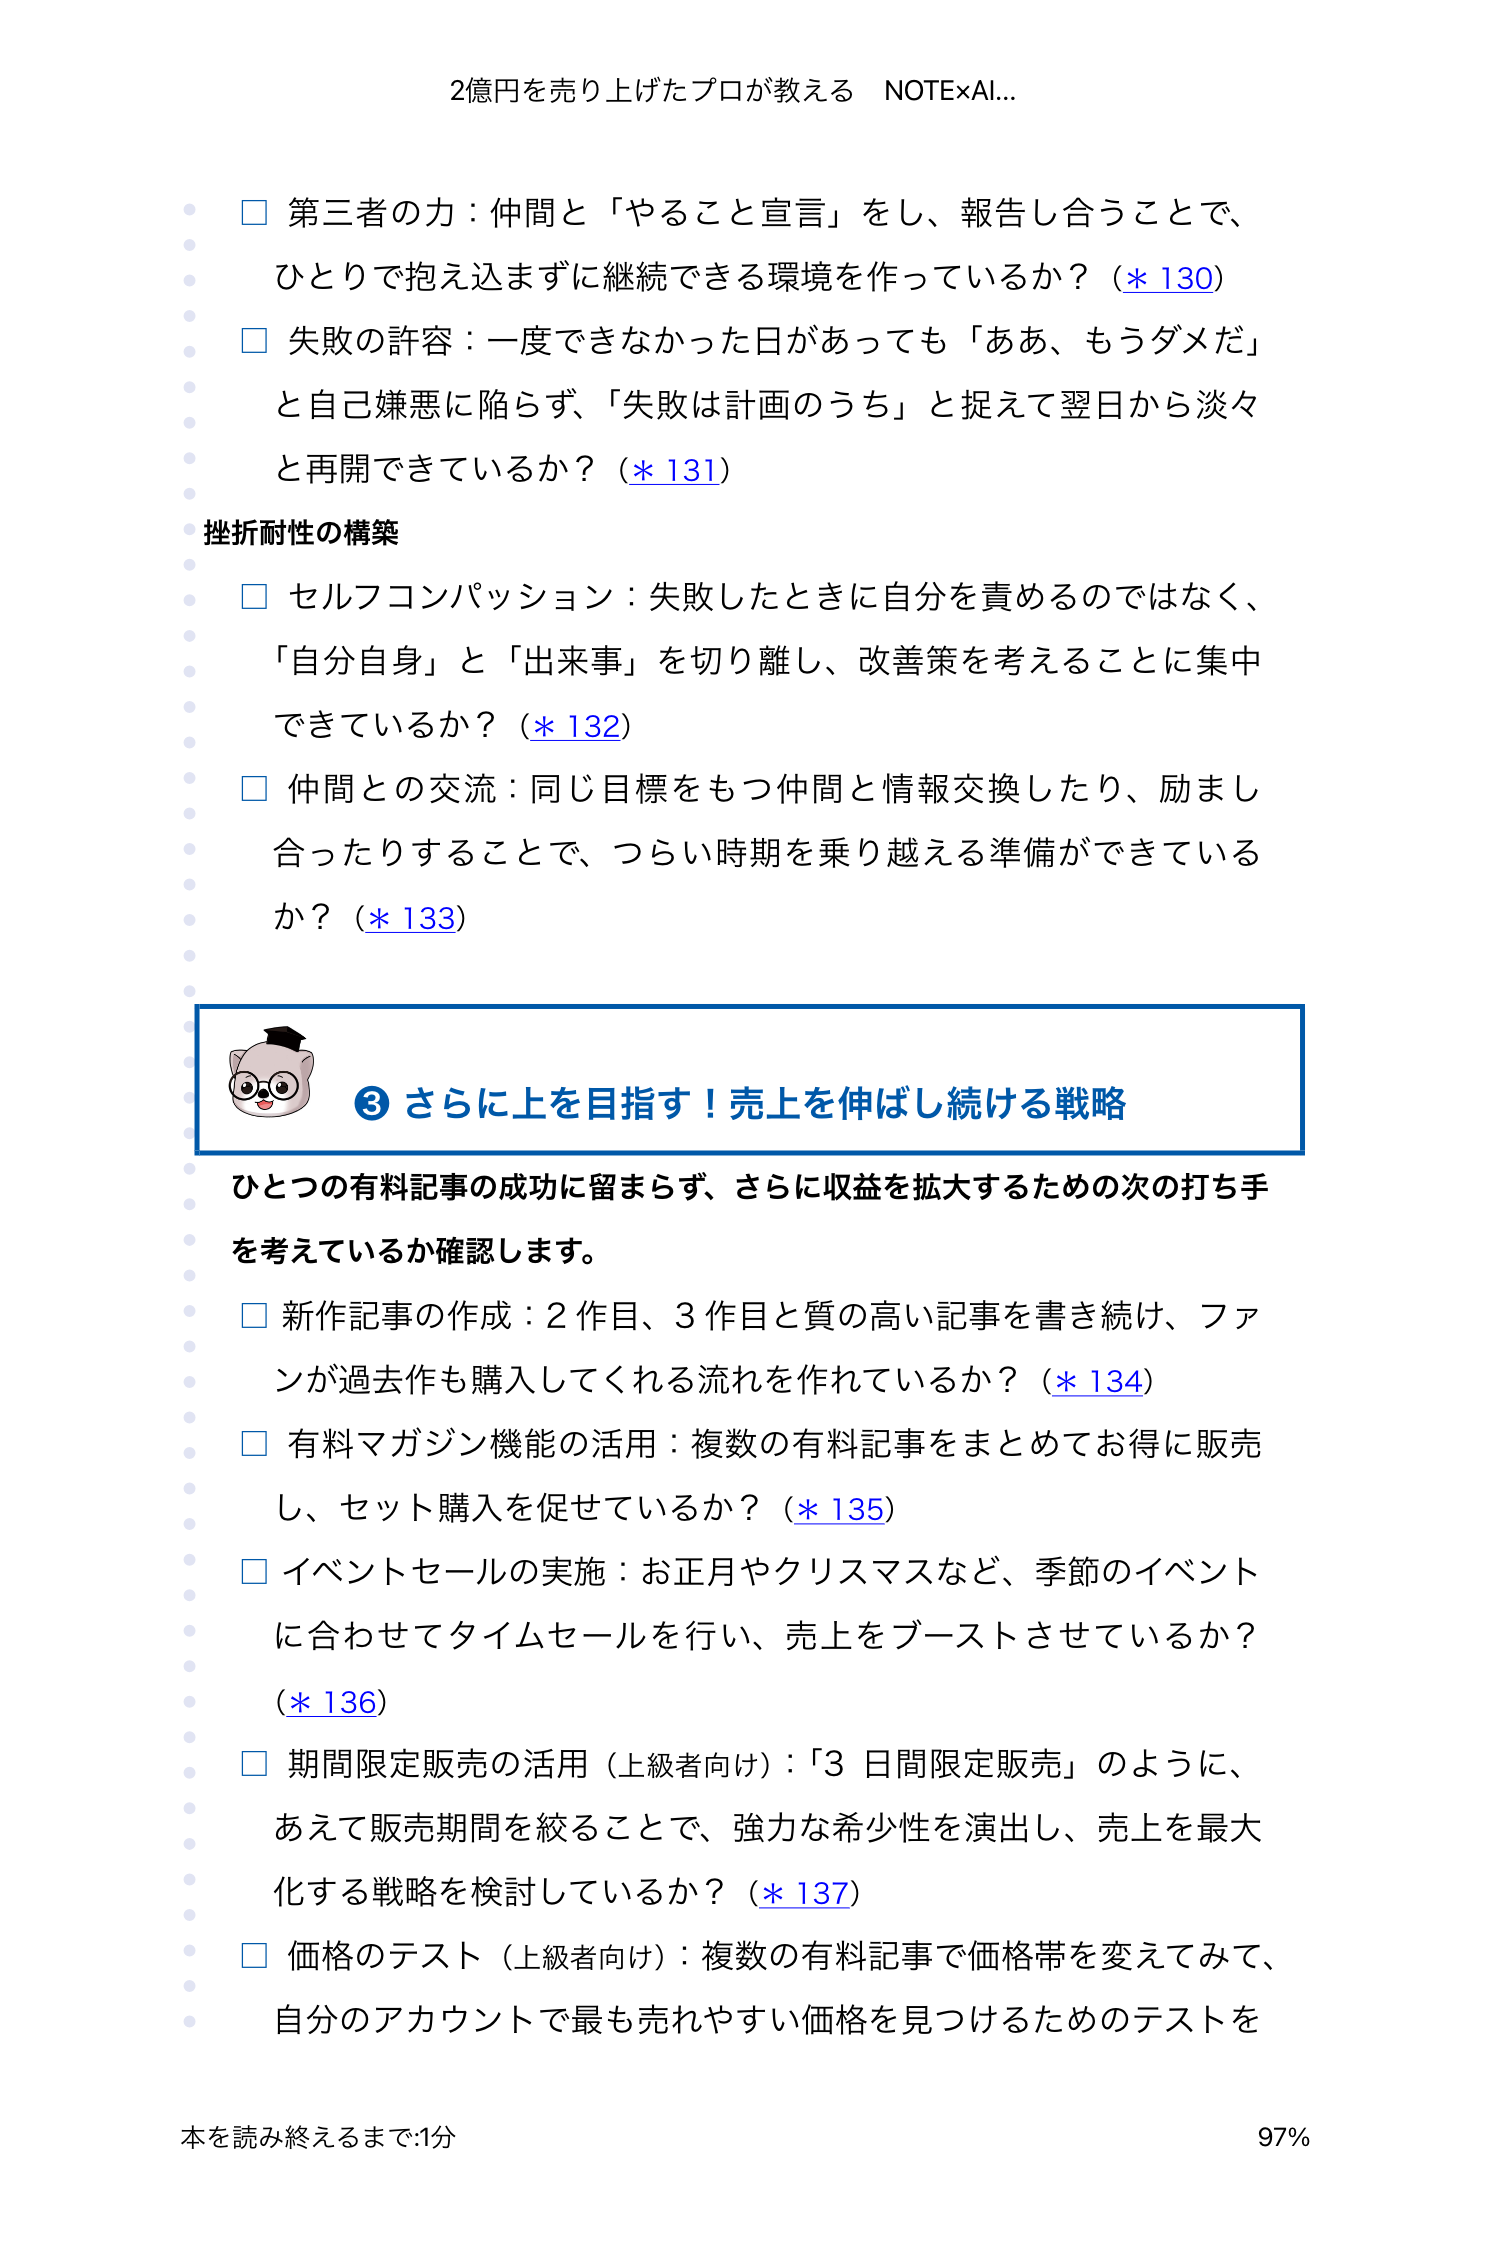 2億円を売り上げたプロが教える　NOTE×AI...
□ 第三者の力：仲間と「やること宣言」をし、報告し合うことで、
ひとりで抱え込まずに継続できる環境を作っているか？（＊130）
□ 失敗の許容：一度できなかった日があっても「ああ、もうダメだ」
と自己嫌悪に陥らず、「失敗は計画のうち」と捉えて翌日から淡々
と再開できているか？（＊131）
挫折耐性の構築
□ セルフコンパッション：失敗したときに自分を責めるのではなく、
「自分自身」と「出来事」を切り離し、改善策を考えることに集中
できているか？（＊132）
□ 仲間との交流：同じ目標をもつ仲間と情報交換したり、励まし
合ったりすることで、つらい時期を乗り越える準備ができている
か？（＊133）
❸ さらに上を目指す！売上を伸ばし続ける戦略
ひとつの有料記事の成功に留まらず、さらに収益を拡大するための次の打ち手
を考えているか確認します。
□ 新作記事の作成：2作目、3作目と質の高い記事を書き続け、ファ
ンが過去作も購入してくれる流れを作れているか？（＊134）
□ 有料マガジン機能の活用：複数の有料記事をまとめてお得に販売
し、セット購入を促せているか？（＊135）
□ イベントセールの実施：お正月やクリスマスなど、季節のイベント
に合わせてタイムセールを行い、売上をブーストさせているか？
（＊136）
□ 期間限定販売の活用（上級者向け）：「3 日間限定販売」のように、
あえて販売期間を絞ることで、強力な希少性を演出し、売上を最大
化する戦略を検討しているか？（＊137）
□ 価格のテスト（上級者向け）：複数の有料記事で価格帯を変えてみて、
自分のアカウントで最も売れやすい価格を見つけるためのテストを
本を読み終えるまで:1分
97%